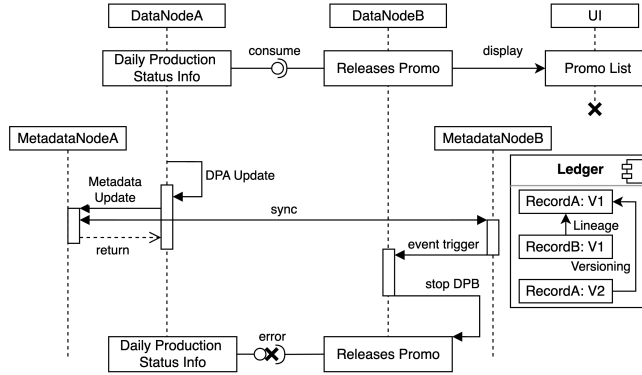 DataNodeA
DataNodeB
UI
Daily Production
Status Info
consume
Releases Promo
display
Promo List
MetadataNodeA
MetadataNodeB
DPA Update
Metadata
Update
sync
return
event trigger
stop DPB
Ledger
RecordA: V1
Lineage
RecordB: V1
Versioning
RecordA: V2
Daily Production
Status Info
error
Releases Promo